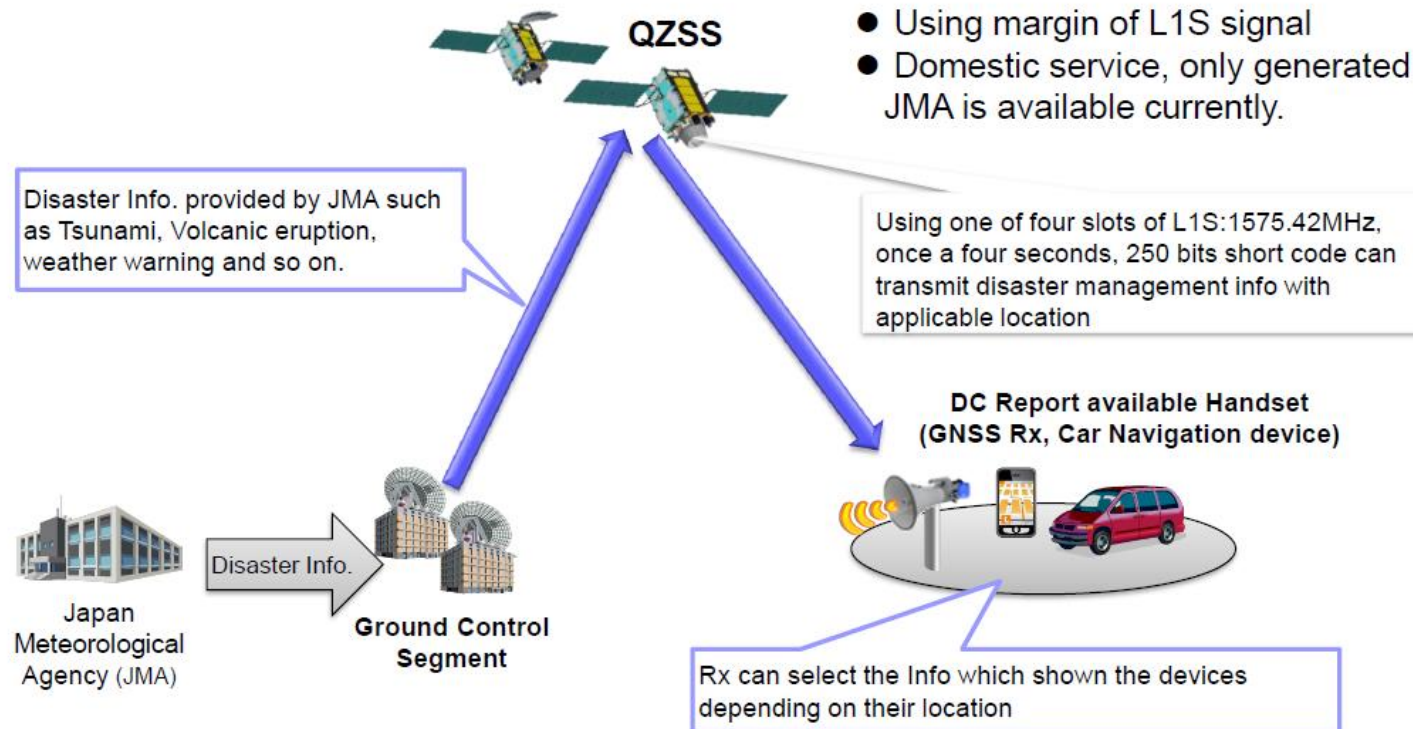 QZSS
● Using margin of L1S signal
● Domestic service, only generated
JMA is available currently.
Disaster Info. provided by JMA such
as Tsunami, Volcanic eruption,
weather warning and so on.
Using one of four slots of L1S:1575.42MHz,
once a four seconds, 250 bits short code can
transmit disaster management info with
applicable location
DC Report available Handset
(GNSS Rx, Car Navigation device)
Disaster Info.
Japan
Meteorological
Agency (JMA)
Ground Control
Segment
Rx can select the Info which shown the devices
depending on their location